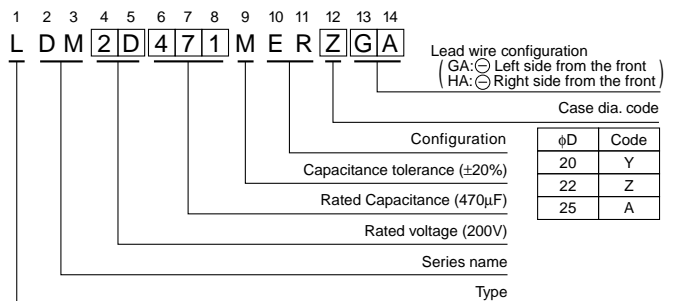 1 2 3 4 5 6 7 8 9 10 11 12 13 14
L D M 2 D 4 7 1 M E R Z G A
Lead wire configuration
(GA:⊖ Left side from the front
HA:⊖ Right side from the front)
Case dia. code
Configuration
φD Code
Capacitance tolerance (±20%)
20 Y
22 Z
Rated Capacitance (470µF)
25 A
Rated voltage (200V)
Series name
Type